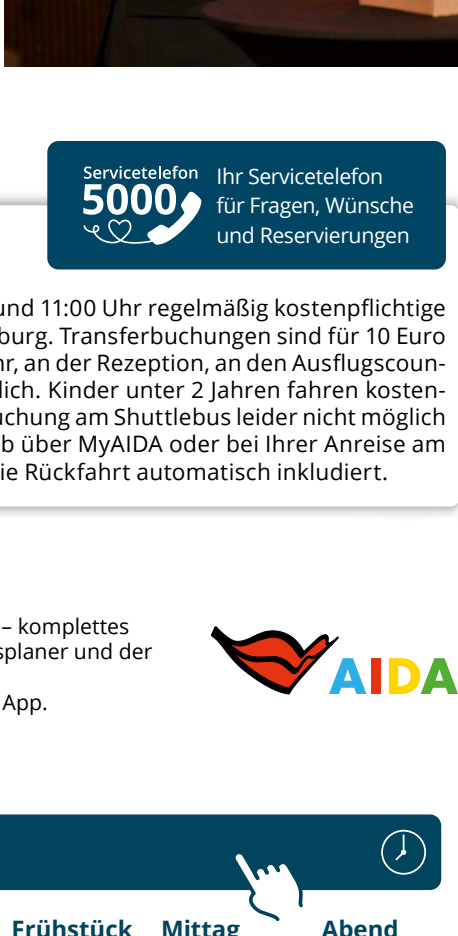 Servicetelefon
5000
Ihr Servicetelefon
für Fragen, Wünsche
und Reservierungen
und 11:00 Uhr regelmäßig kostenpflichtige
burg. Transferbuchungen sind für 10 Euro
hr, an der Rezeption, an den Ausflugscoun-
lich. Kinder unter 2 Jahren fahren kosten-
uchung am Shuttlebus leider nicht möglich
b über MyAIDA oder bei Ihrer Anreise am
ie Rückfahrt automatisch inkludiert.
– komplettes
splaner und der
App.
AIDA
Frühstück Mittag Abend